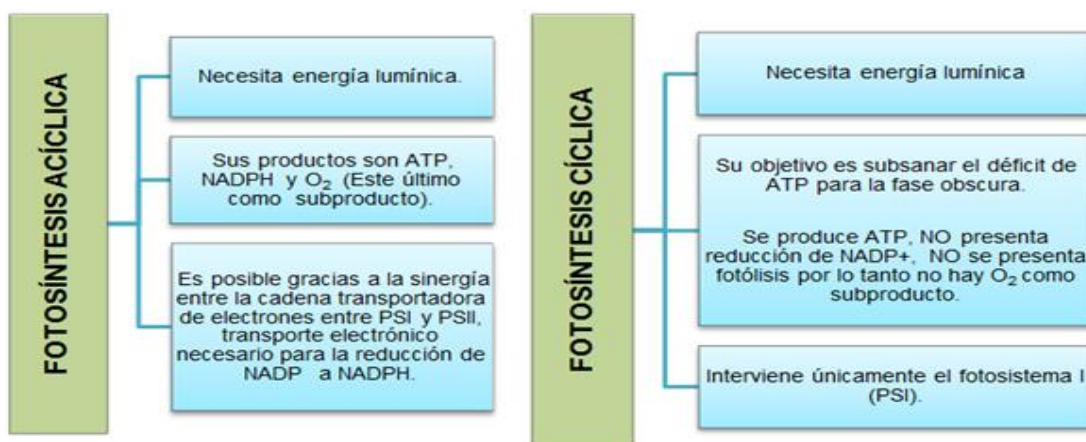 FOTOSÍNTESIS ACÍCLICA
Necesita energía lumínica.
Sus productos son ATP,
NADPH y O₂ (Este último
como subproducto).
Es posible gracias a la sinergía
entre la cadena transportadora
de electrones entre PSI y PSII,
transporte electrónico
necesario para la reducción de
NADP a NADPH.
FOTOSÍNTESIS CÍCLICA
Necesita energía lumínica
Su objetivo es subsanar el déficit de
ATP para la fase obscura.
Se produce ATP, NO presenta
reducción de NADP+, NO se presenta
fotólisis por lo tanto no hay O₂ como
subproducto.
Interviene únicamente el fotosistema I
(PSI).